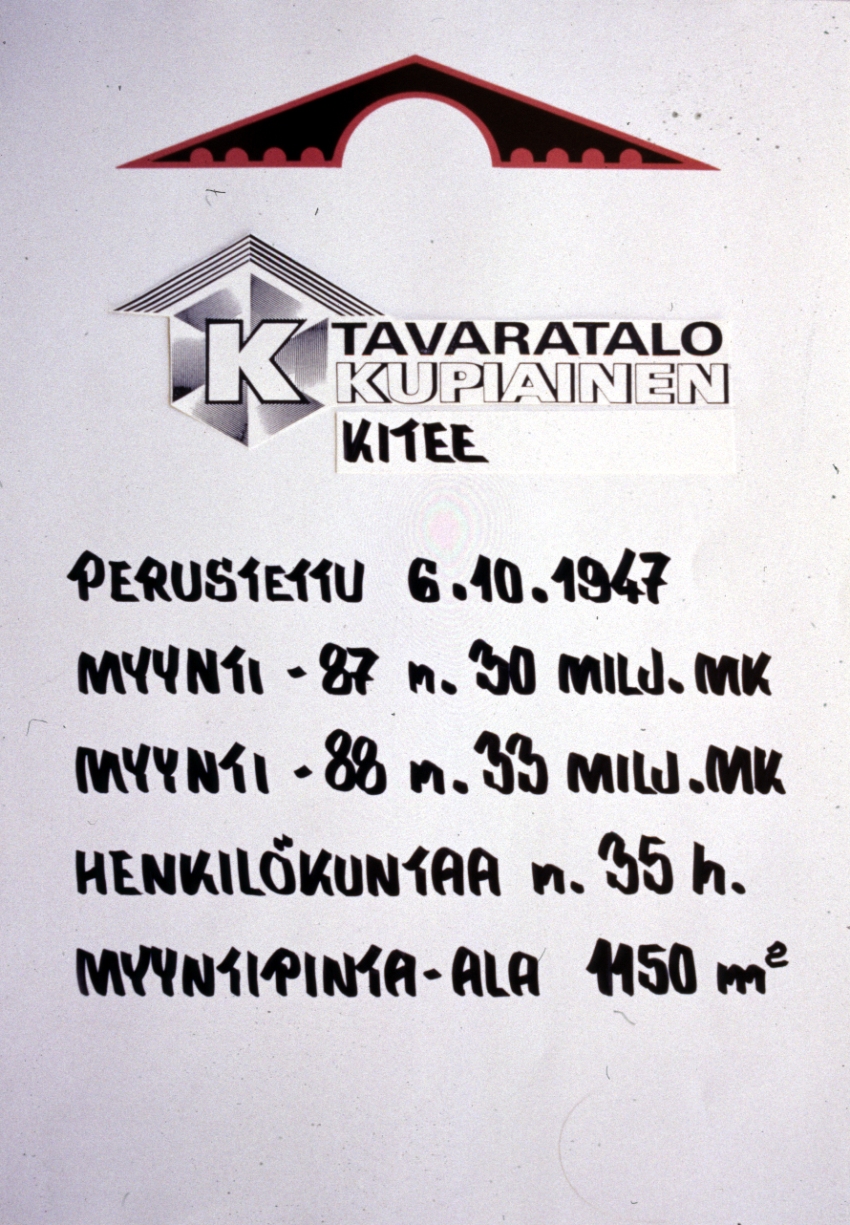 K TAVARATALO
KUPIAINEN
KITEE
PERUSTETTU 6.10.1947
MYYNTI -87 n. 30 MILJ. MK
MYYNTI -88 n. 33 MILJ. MK
HENKILÖKUNTAA n. 35 h.
MYYNTIPINTA-ALA 1150 m²